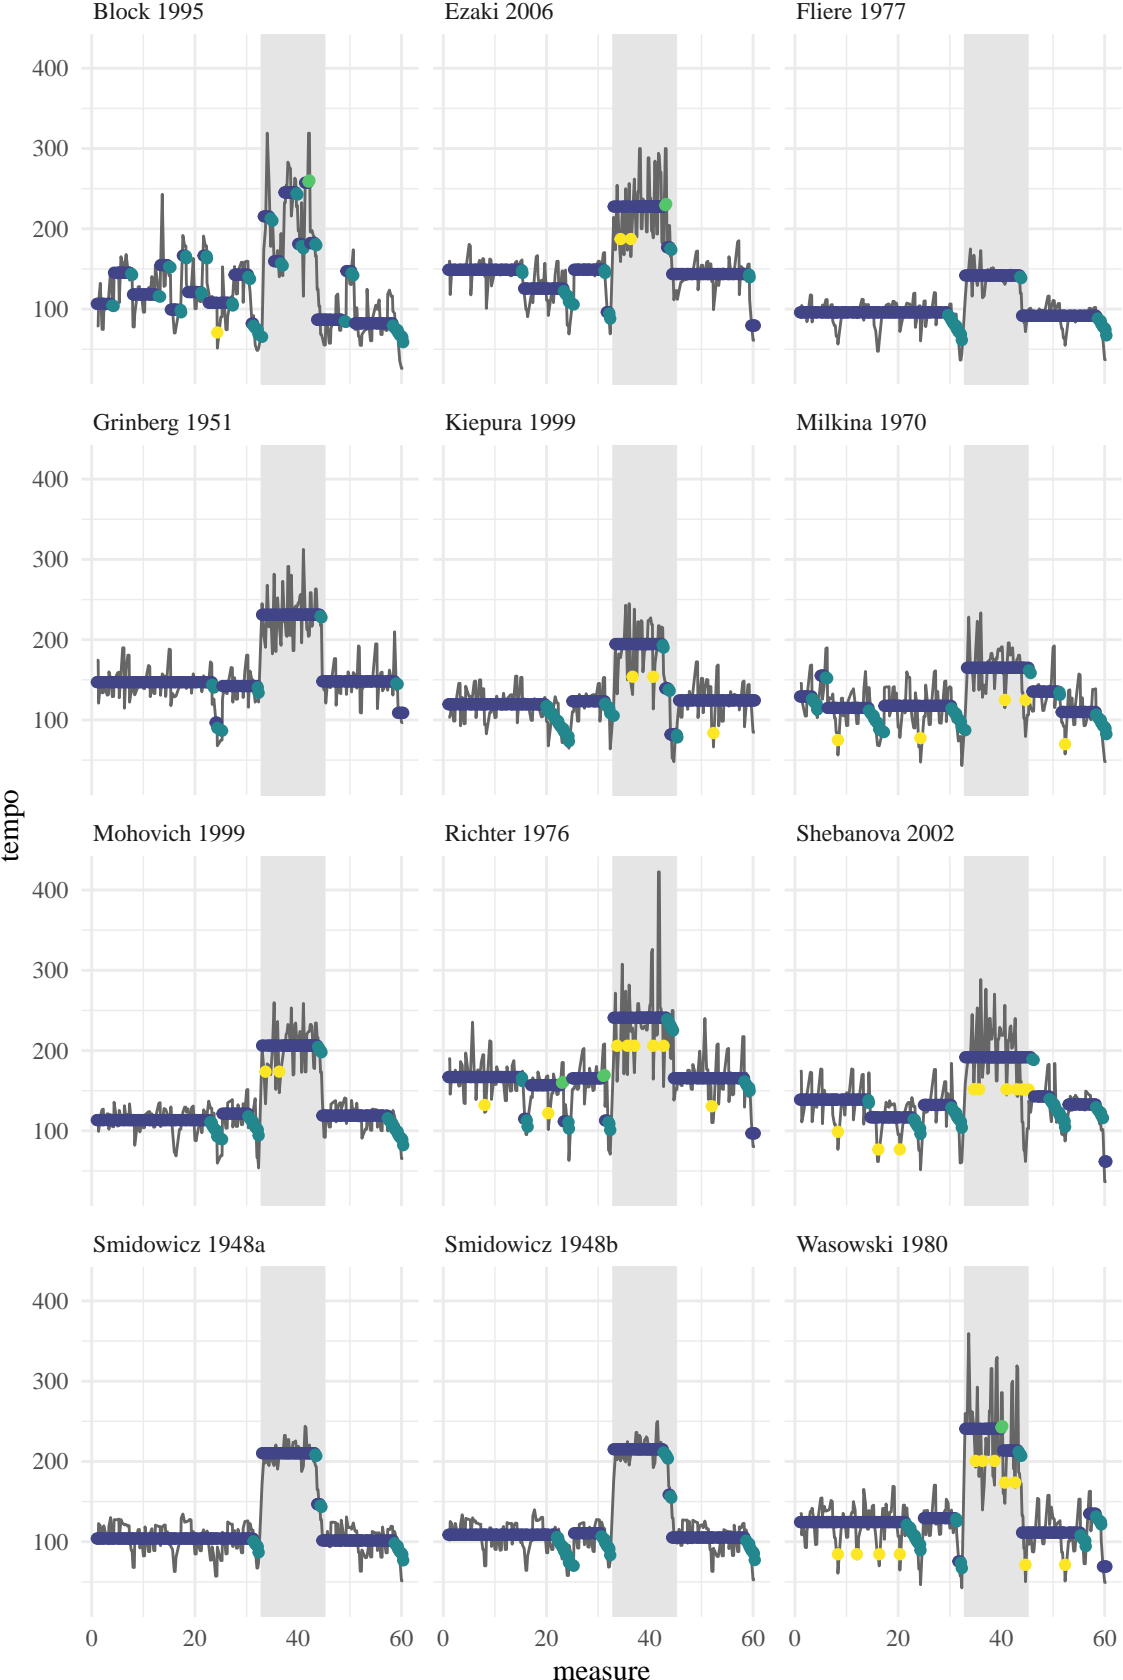 Block 1995 Ezaki 2006 Fliere 1977
400
300
200
100
Grinberg 1951 Kiepura 1999 Milkina 1970
400
300
200
100
tempo
Mohovich 1999 Richter 1976 Shebanova 2002
400
300
200
100
Smidowicz 1948a Smidowicz 1948b Wasowski 1980
400
300
200
100
0 20 40 60 0 20 40 60 0 20 40 60
measure